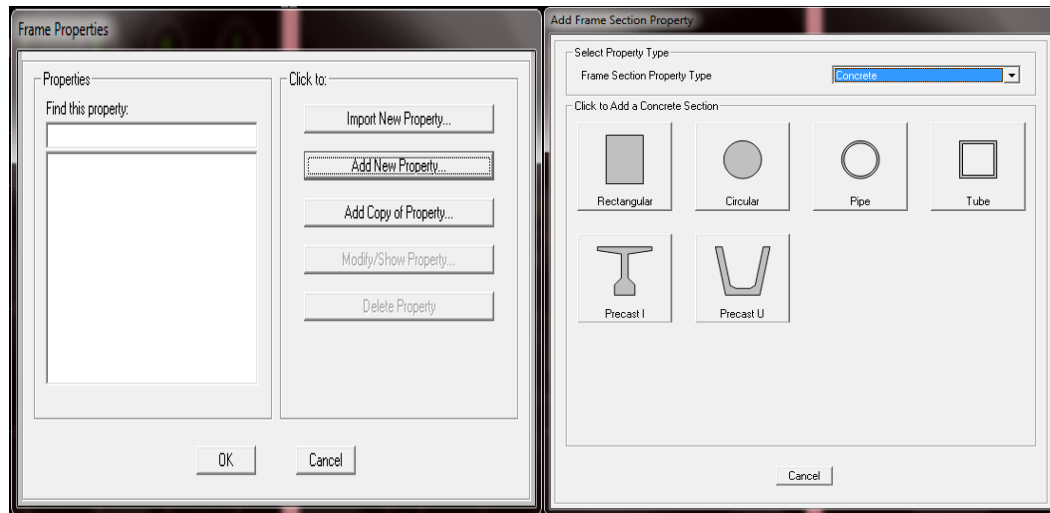 Frame Properties
Properties
Find this property:
Click to:
Import New Property...
Add New Property...
Add Copy of Property...
Modify/Show Property...
Delete Property
OK
Cancel
Add Frame Section Property
Select Property Type
Frame Section Property Type
Concrete
Click to Add a Concrete Section
Rectangular
Circular
Pipe
Tube
Precast I
Precast U
Cancel